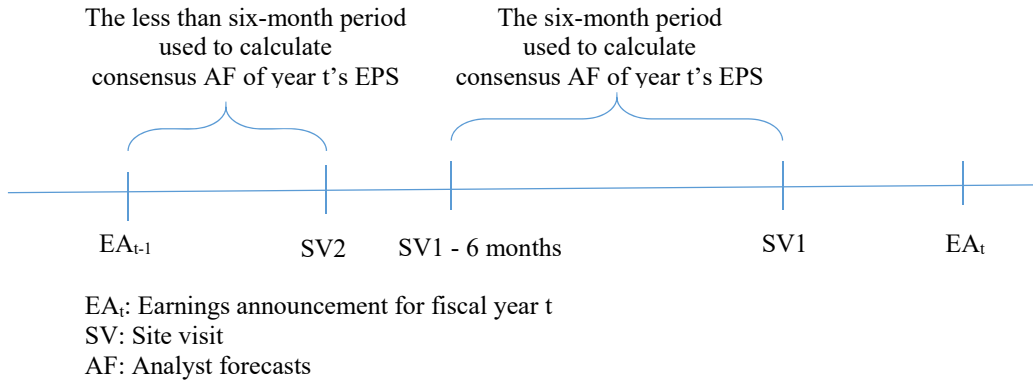 The less than six-month period
used to calculate
consensus AF of year t's EPS
The six-month period
used to calculate
consensus AF of year t's EPS
EAt-1
SV2
SV1 - 6 months
SV1
EAt
EAt: Earnings announcement for fiscal year t
SV: Site visit
AF: Analyst forecasts